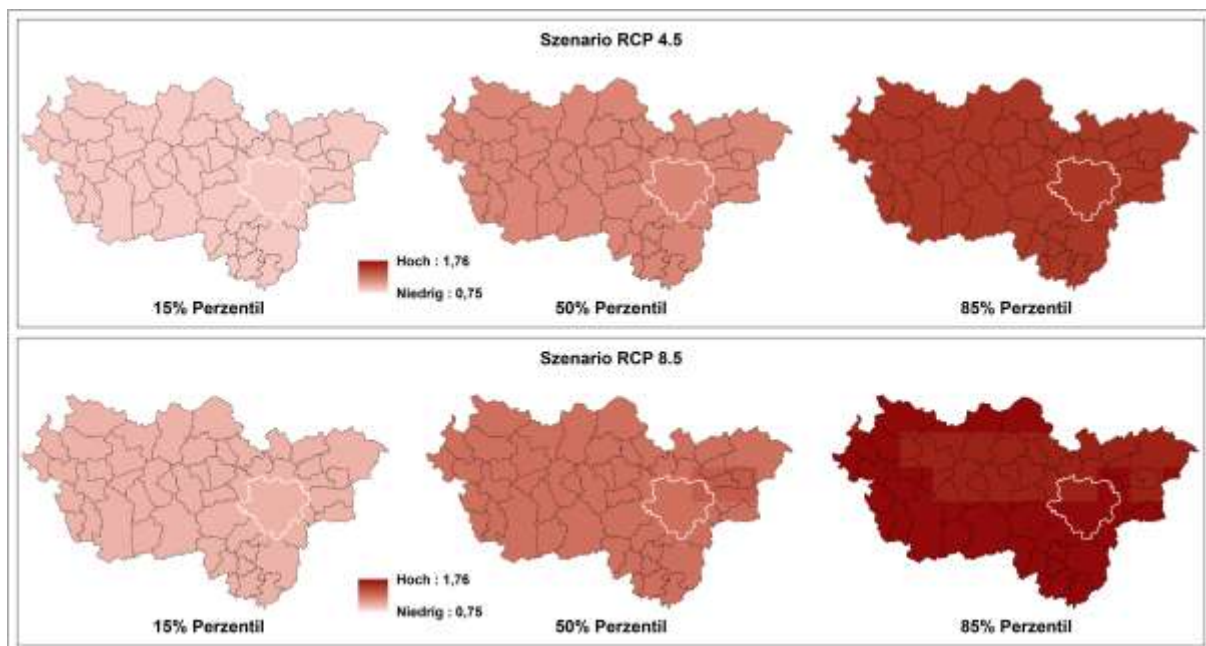 Szenario RCP 4.5
Hoch : 1,76
Niedrig : 0,75
15% Perzentil
50% Perzentil
85% Perzentil
Szenario RCP 8.5
Hoch : 1,76
Niedrig : 0,75
15% Perzentil
50% Perzentil
85% Perzentil